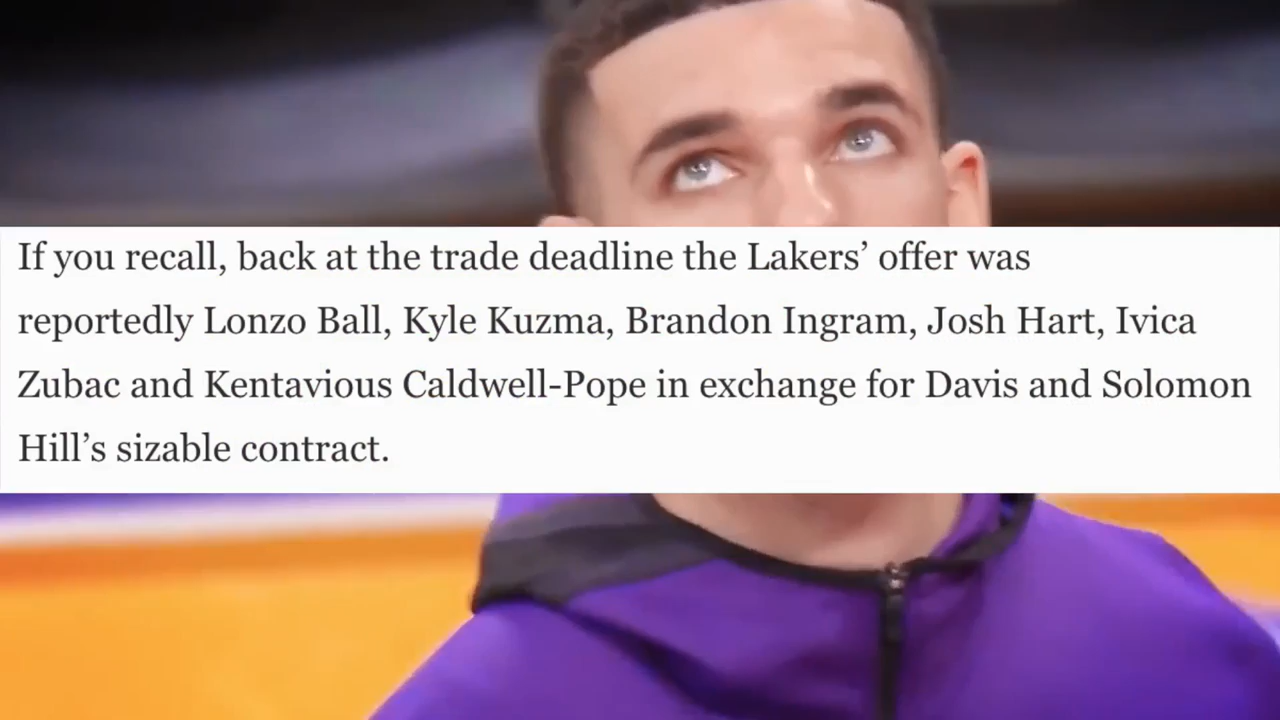 If you recall, back at the trade deadline the Lakers’ offer was
reportedly Lonzo Ball, Kyle Kuzma, Brandon Ingram, Josh Hart, Ivica
Zubac and Kentavious Caldwell-Pope in exchange for Davis and Solomon
Hill’s sizable contract.